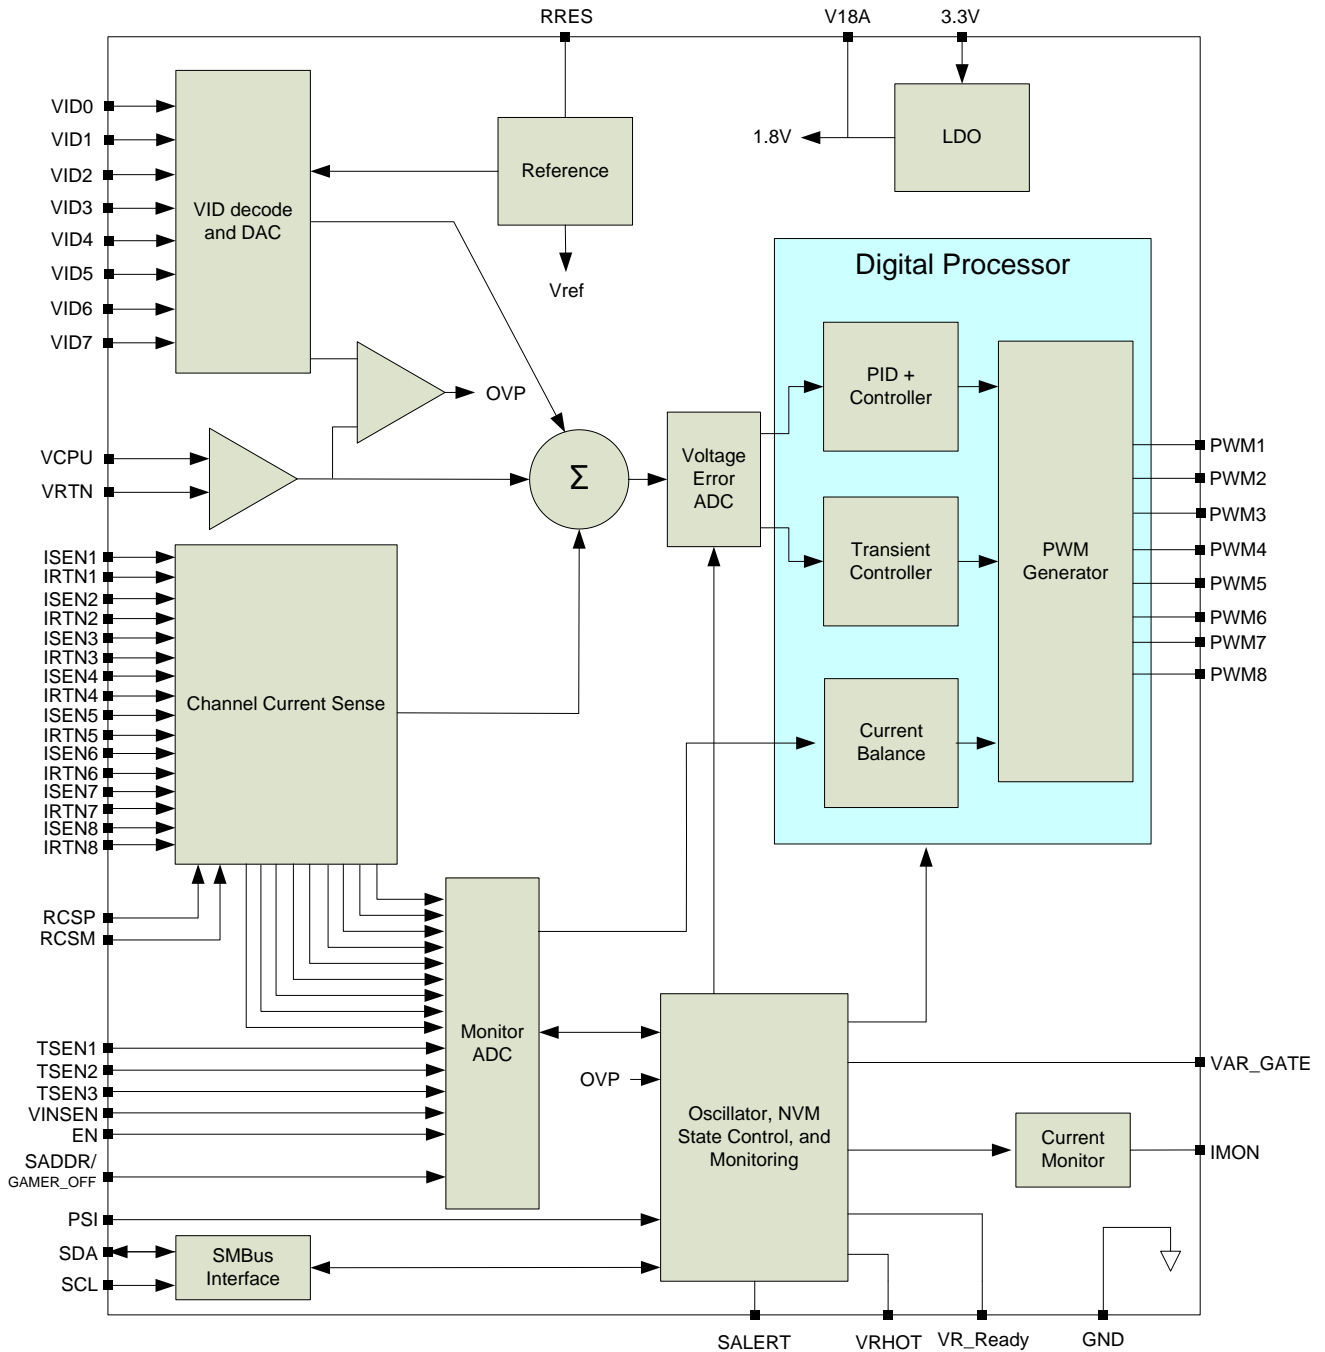 RRES
V18A
3.3V
VID0
VID1
VID2
VID3
VID4
VID5
VID6
VID7
VID decode
and DAC
Reference
Vref
1.8V
LDO
OVP
VCPU
VRTN
Σ
Voltage
Error
ADC
Digital Processor
PID +
Controller
Transient
Controller
Current
Balance
PWM
Generator
PWM1
PWM2
PWM3
PWM4
PWM5
PWM6
PWM7
PWM8
ISEN1
IRTN1
ISEN2
IRTN2
ISEN3
IRTN3
ISEN4
IRTN4
ISEN5
IRTN5
ISEN6
IRTN6
ISEN7
IRTN7
ISEN8
IRTN8
Channel Current Sense
RCSP
RCSM
TSEN1
TSEN2
TSEN3
VINSEN
EN
SADDR/
GAMER_OFF
PSI
SDA
SCL
Monitor
ADC
SMBus
Interface
OVP
Oscillator, NVM
State Control, and
Monitoring
Current
Monitor
VAR_GATE
IMON
SALERT
VRHOT
VR_Ready
GND